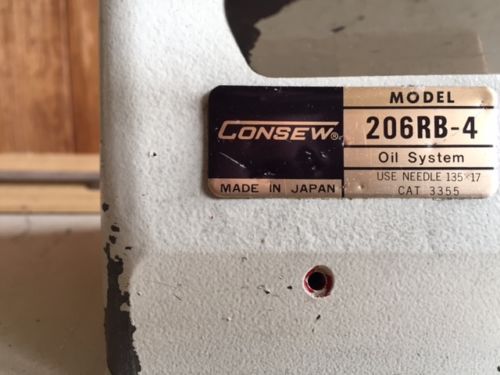 CONSEW®
MADE IN JAPAN
MODEL
206RB-4
Oil System
USE NEEDLE 135×17
CAT 3355